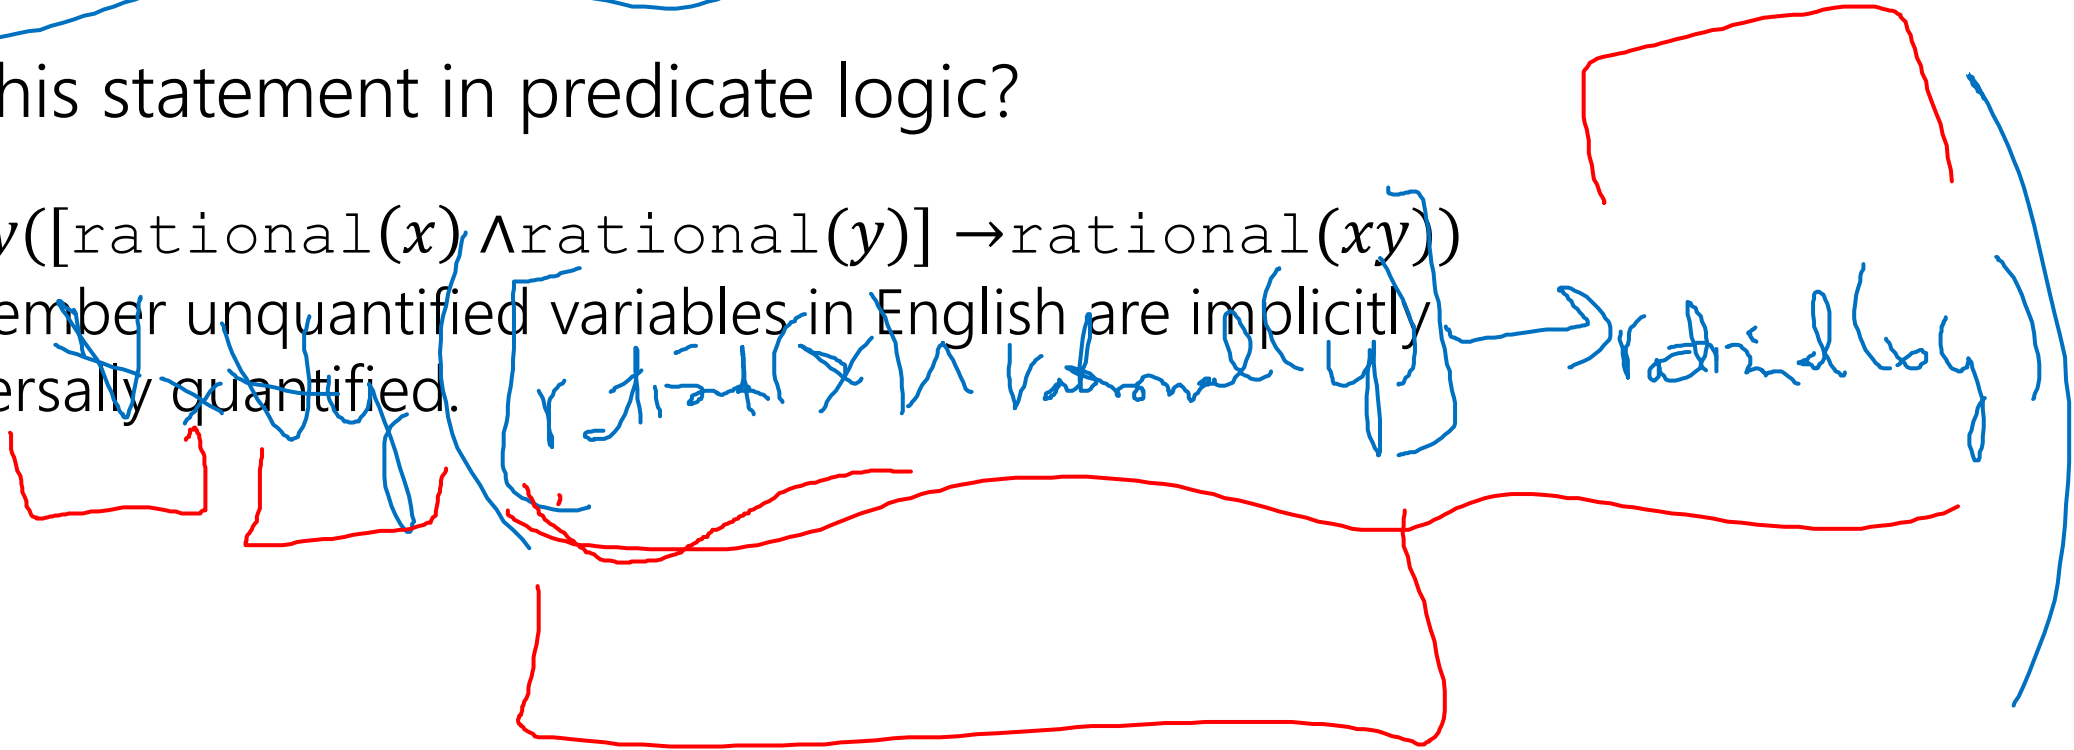 his statement in predicate logic?
y([rational(x) ∧rational(y)] →rational(xy))
ember unquantified variables in English are implicitly
ersally quantified.
∀x∀y([rational(x)∧rational(y)]→rational(xy))